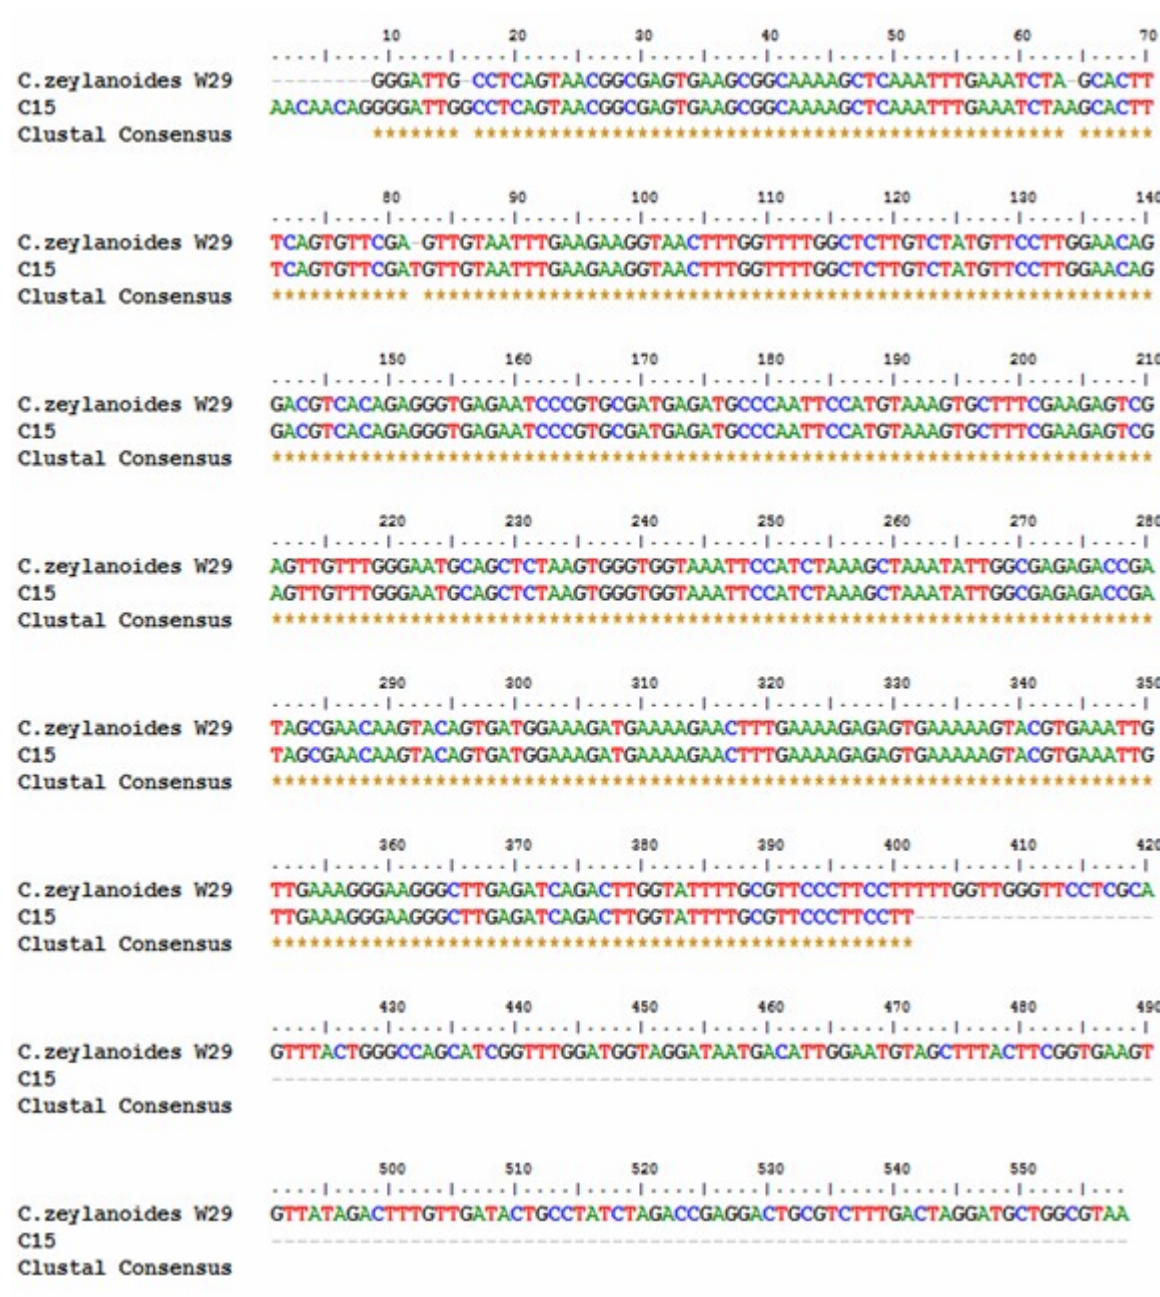 10 20 30 40 50 60 70
....|....|....|....|....|....|....|....|....|....|....|....|....|....|
C.zeylanoides W29 --------GGGATTG-CCTCAGTAACGGCGAGTGAAGCGGCAAAAGCTCAAATTTGAAATCTA-GCACTT
C15 AACAACAGGGGATTGGCCTCAGTAACGGCGAGTGAAGCGGCAAAAGCTCAAATTTGAAATCTAAGCACTT
Clustal Consensus ******* *********************************************** ******
80 90 100 110 120 130 140
....|....|....|....|....|....|....|....|....|....|....|....|....|....|
C.zeylanoides W29 TCAGTGTTCGA-GTTGTAATTTGAAGAAGGTAACTTTGGTTTTGGCTCTTGTCTATGTTCCTTGGAACAG
C15 TCAGTGTTCGATGTTGTAATTTGAAGAAGGTAACTTTGGTTTTGGCTCTTGTCTATGTTCCTTGGAACAG
Clustal Consensus *********** **********************************************************
150 160 170 180 190 200 210
....|....|....|....|....|....|....|....|....|....|....|....|....|....|
C.zeylanoides W29 GACGTCACAGAGGGTGAGAATCCCGTGCGATGAGATGCCCAATTCCATGTAAAGTGCTTTCGAAGAGTCG
C15 GACGTCACAGAGGGTGAGAATCCCGTGCGATGAGATGCCCAATTCCATGTAAAGTGCTTTCGAAGAGTCG
Clustal Consensus **********************************************************************
220 230 240 250 260 270 280
....|....|....|....|....|....|....|....|....|....|....|....|....|....|
C.zeylanoides W29 AGTTGTTTGGGAATGCAGCTCTAAGTGGGTGGTAAATTCCATCTAAAGCTAAATATTGGCGAGAGACCGA
C15 AGTTGTTTGGGAATGCAGCTCTAAGTGGGTGGTAAATTCCATCTAAAGCTAAATATTGGCGAGAGACCGA
Clustal Consensus **********************************************************************
290 300 310 320 330 340 350
....|....|....|....|....|....|....|....|....|....|....|....|....|....|
C.zeylanoides W29 TAGCGAACAAGTACAGTGATGGAAAGATGAAAAGAACTTTGAAAAGAGAGTGAAAAAGTACGTGAAATTG
C15 TAGCGAACAAGTACAGTGATGGAAAGATGAAAAGAACTTTGAAAAGAGAGTGAAAAAGTACGTGAAATTG
Clustal Consensus **********************************************************************
360 370 380 390 400 410 420
....|....|....|....|....|....|....|....|....|....|....|....|....|....|
C.zeylanoides W29 TTGAAAGGGAAGGGCTTGAGATCAGACTTGGTATTTTGCGTTCCCTTCCTTTTTGGTTGGGTTCCTCGCA
C15 TTGAAAGGGAAGGGCTTGAGATCAGACTTGGTATTTTGCGTTCCCTTCCTT-------------------
Clustal Consensus ***************************************************
430 440 450 460 470 480 490
....|....|....|....|....|....|....|....|....|....|....|....|....|....|
C.zeylanoides W29 GTTTACTGGGCCAGCATCGGTTTGGATGGTAGGATAATGACATTGGAATGTAGCTTTACTTCGGTGAAGT
C15 ----------------------------------------------------------------------
Clustal Consensus
500 510 520 530 540 550
....|....|....|....|....|....|....|....|....|....|....|....|....|...
C.zeylanoides W29 GTTATAGACTTTGTTGATACTGCCTATCTAGACCGAGGACTGCGTCTTTGACTAGGATGCTGGCGTAA
C15 --------------------------------------------------------------------
Clustal Consensus